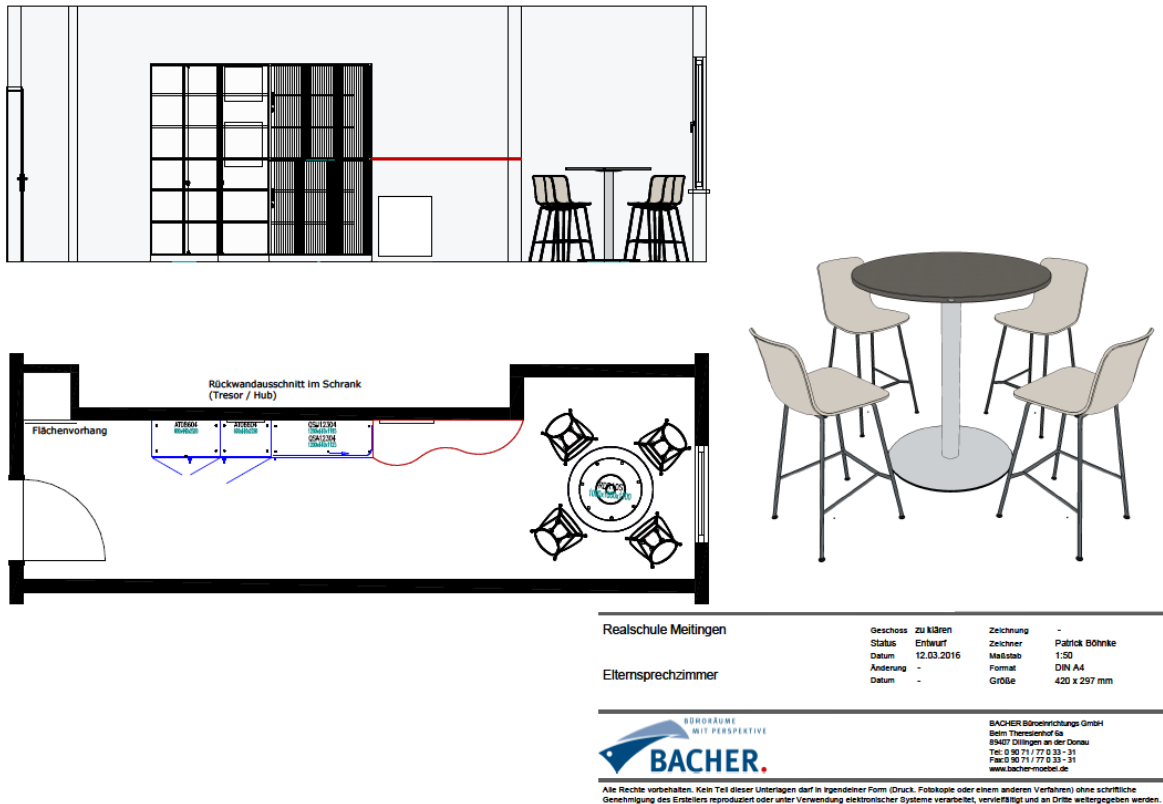 Rückwandausschnitt im Schrank
(Tresor / Hub)
Flächenvorhang
AT08604
AT08604
QSU12304
QSA12304
Realschule Meitingen
Elternsprechzimmer
Geschoss zu klären
Status Entwurf
Datum 12.03.2016
Änderung -
Datum -
Zeichnung -
Zeichner Patrick Böhnke
Maßstab 1:50
Format DIN A4
Größe 420 x 297 mm
BÜRORÄUME
MIT PERSPEKTIVE
BACHER.
BACHER Büroeinrichtungs GmbH
Beim Theresienhof 6a
89407 Dillingen an der Donau
Tel: 0 90 71 / 77 0 33 - 31
Fax:0 90 71 / 77 0 33 - 31
www.bacher-moebel.de
Alle Rechte vorbehalten. Kein Teil dieser Unterlagen darf in irgendeiner Form (Druck, Fotokopie oder einem anderen Verfahren) ohne schriftliche
Genehmigung des Erstellers reproduziert oder unter Verwendung elektronischer Systeme verarbeitet, vervielfältigt und an Dritte weitergegeben werden.